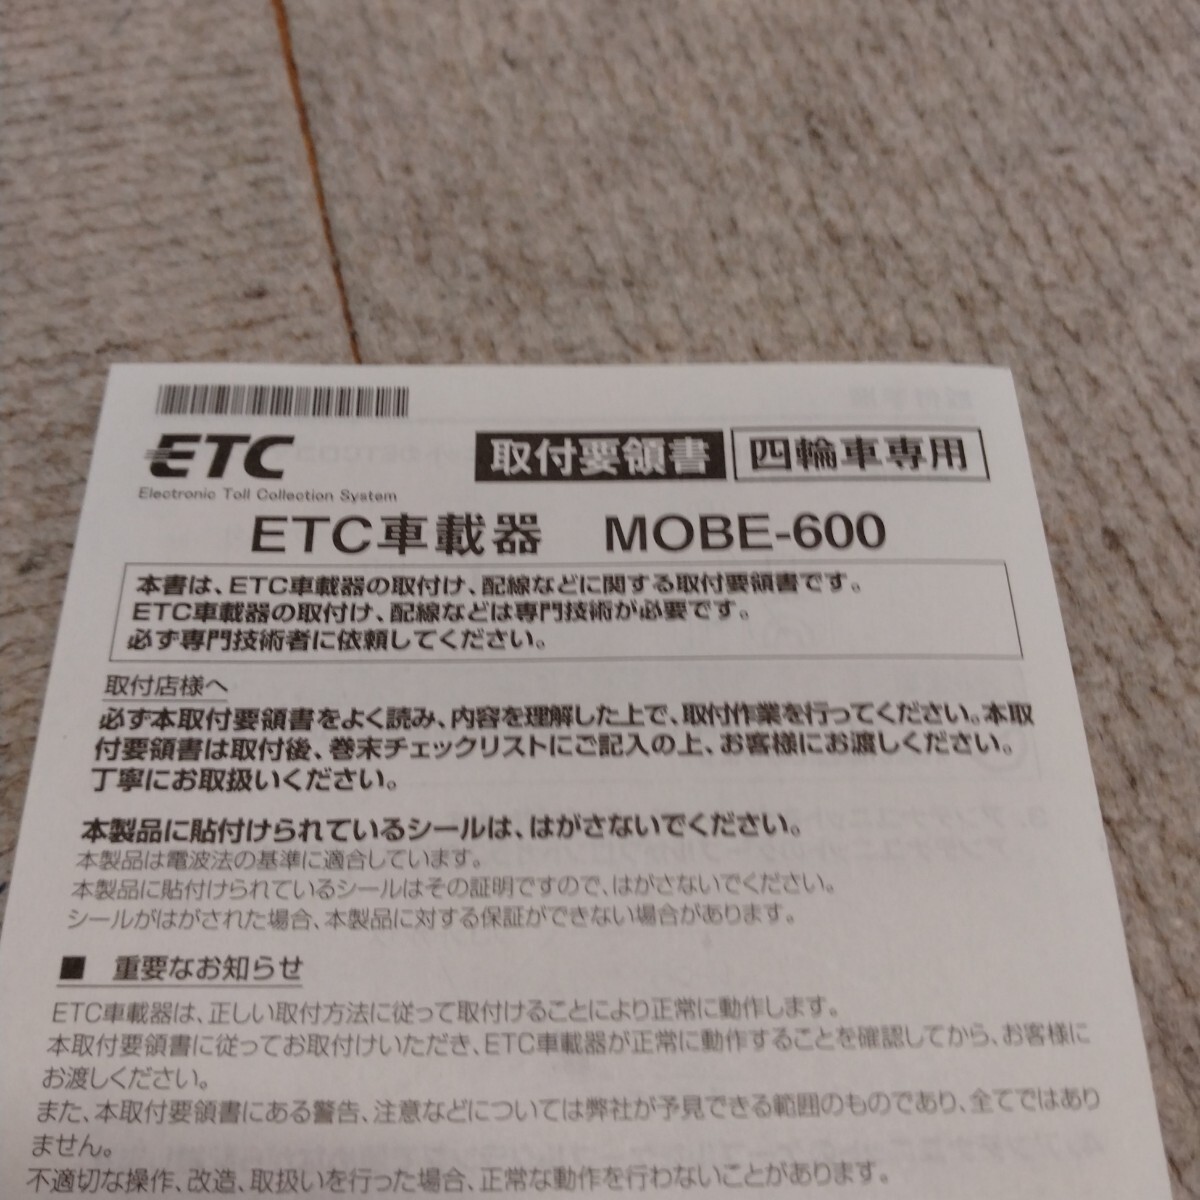 ETC
Electronic Toll Collection System
取付要領書 四輪車専用
ETC車載器 MOBE-600
本書は、ETC車載器の取付け、配線などに関する取付要領書です。
ETC車載器の取付け、配線などは専門技術が必要です。
必ず専門技術者に依頼してください。
取付店様へ
必ず本取付要領書をよく読み、内容を理解した上で、取付作業を行ってください。本取
付要領書は取付後、巻末チェックリストにご記入の上、お客様にお渡しください。
丁寧にお取扱いください。
本製品に貼付けられているシールは、はがさないでください。
本製品は電波法の基準に適合しています。
本製品に貼付けられているシールはその証明ですので、はがさないでください。
シールがはがされた場合、本製品に対する保証ができない場合があります。
■ 重要なお知らせ
ETC車載器は、正しい取付方法に従って取付けることにより正常に動作します。
本取付要領書に従ってお取付けいただき、ETC車載器が正常に動作することを確認してから、お客様に
お渡しください。
また、本取付要領書にある警告、注意などについては弊社が予見できる範囲のものであり、全てではあり
ません。
不適切な操作、改造、取扱いを行った場合、正常な動作を行わないことがあります。